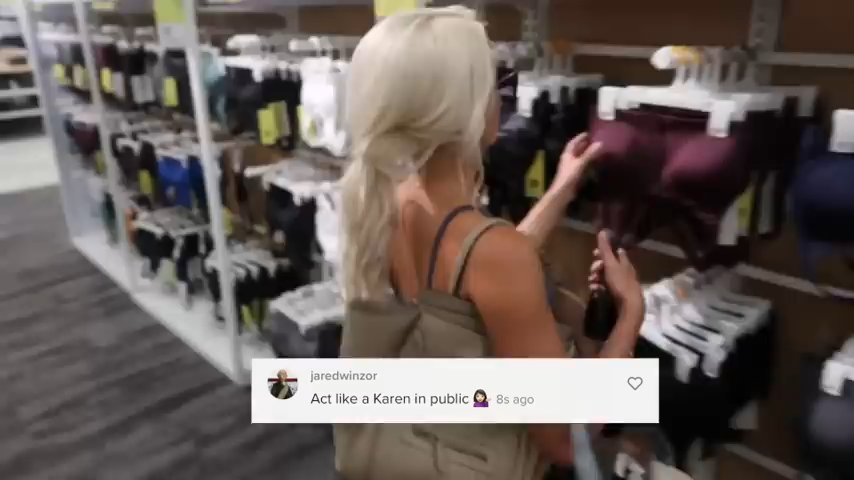 jaredwinzor
Act like a Karen in public 💁🏻‍♀️ 8s ago